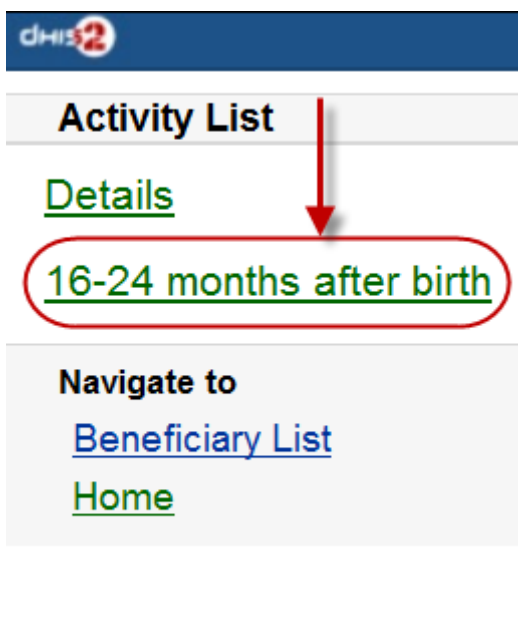 dHIS2
Activity List
Details
16-24 months after birth
Navigate to
Beneficiary List
Home